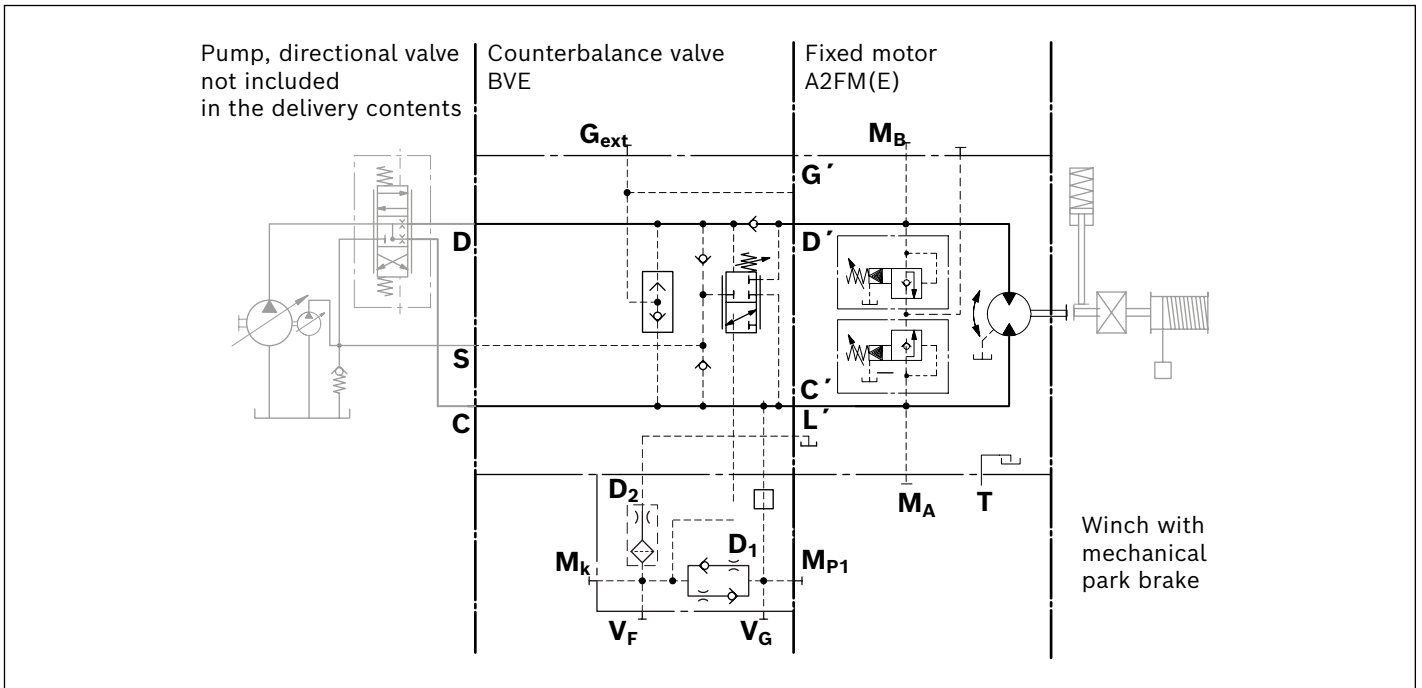 Pump, directional valve
not included
in the delivery contents
Counterbalance valve
BVE
Fixed motor
A2FM(E)
Gext
MB
G´
D
D´
S
C´
C
L´
D2
MA
T
D1
Mk
MP1
VF
VG
Winch with
mechanical
park brake